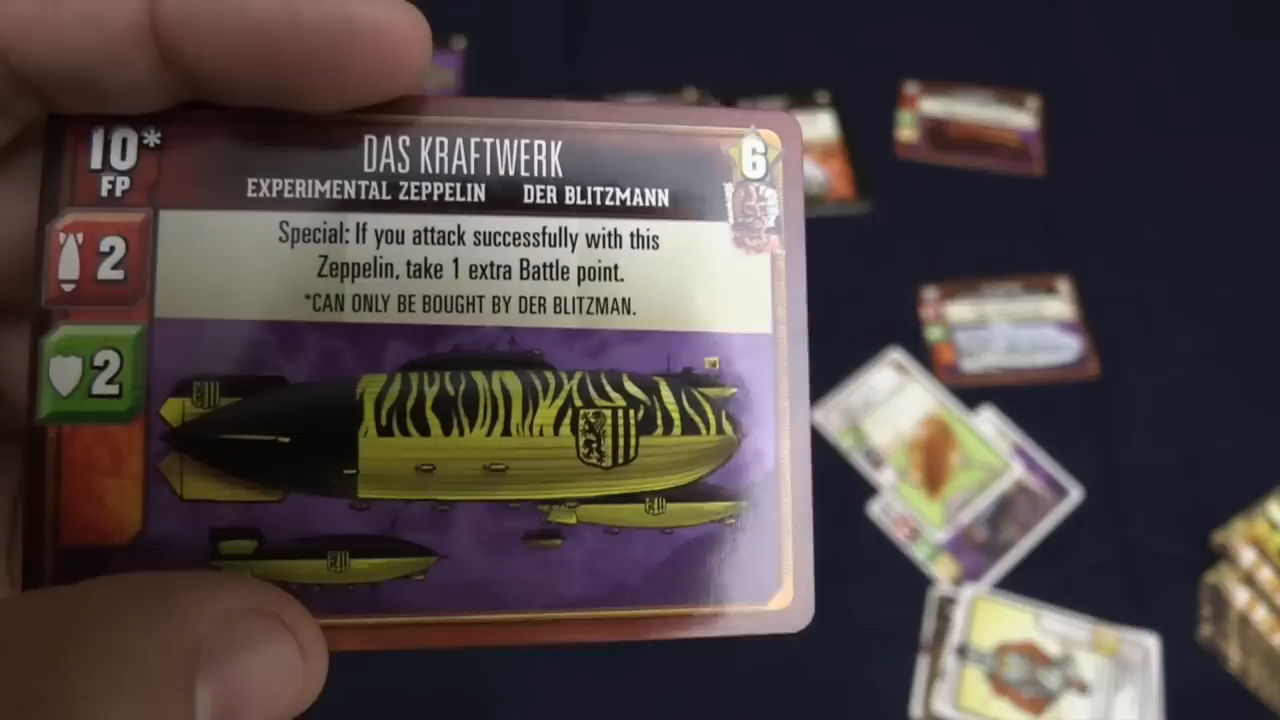 10*
FP
DAS KRAFTWERK
6
EXPERIMENTAL ZEPPELIN DER BLITZMANN
2
Special: If you attack successfully with this
Zeppelin, take 1 extra Battle point.
*CAN ONLY BE BOUGHT BY DER BLITZMAN.
2